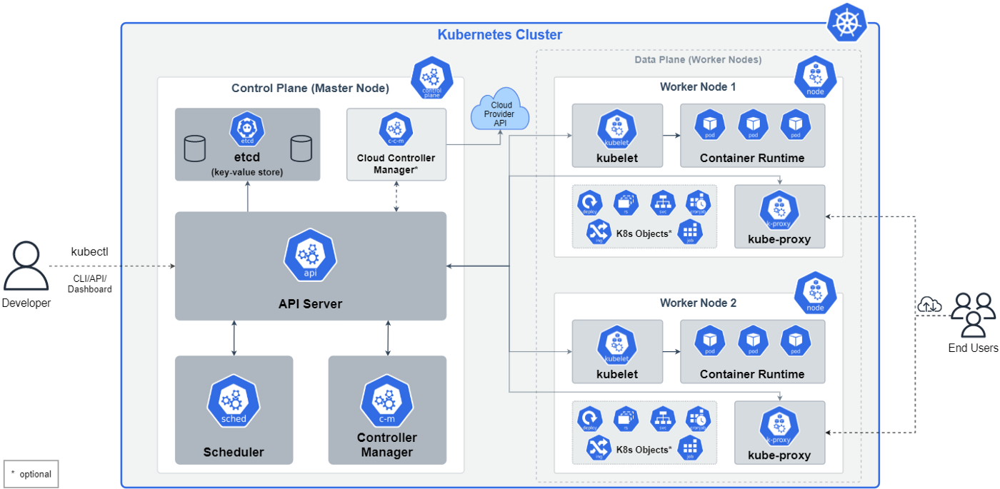 Kubernetes Cluster
Control Plane (Master Node)
control
plane
etcd
etcd
(key-value store)
c-c-m
Cloud Controller
Manager*
Cloud
Provider
API
api
API Server
sched
Scheduler
c-m
Controller
Manager
Developer
kubectl
CLI/API/
Dashboard
Data Plane (Worker Nodes)
Worker Node 1
node
kubelet
kubelet
pod
pod
pod
Container Runtime
deploy
rs
svc
cronjob
ing
K8s Objects*
job
k-proxy
kube-proxy
Worker Node 2
node
kubelet
kubelet
pod
pod
pod
Container Runtime
deploy
rs
svc
cronjob
ing
K8s Objects*
job
k-proxy
kube-proxy
End Users
* optional